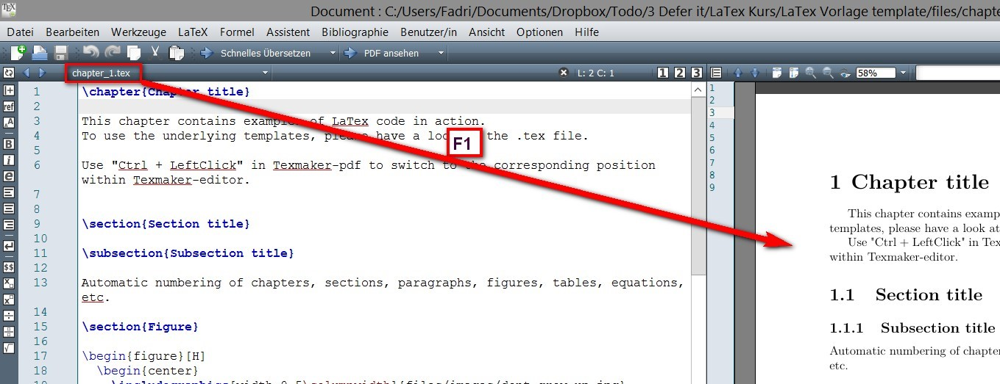 TEX
Document : C:/Users/Fadri/Documents/Dropbox/Todo/3 Defer it/LaTex Kurs/LaTex Vorlage template/files/chapte
Datei Bearbeiten Werkzeuge LaTeX Formel Assistent Bibliographie Benutzer/in Ansicht Optionen Hilfe
Schnelles Übersetzen PDF ansehen
chapter_1.tex L: 2 C: 1 1 2 3 58%
1 \chapter{Chapter title}
2
3 This chapter contains examples of LaTex code in action.
4 To use the underlying templates, please have a look the .tex file.
5
6 Use "Ctrl + LeftClick" in Texmaker-pdf to switch to the corresponding position
within Texmaker-editor.
7
8
9 \section{Section title}
10
11 \subsection{Subsection title}
12
13 Automatic numbering of chapters, sections, paragraphs, figures, tables, equations,
etc.
14
15 \section{Figure}
16
17 \begin{figure}[H]
18 \begin{center}
F1
ref
B
i
e
$$
1
2
3
4
5
6
7
8
9
1 Chapter title
This chapter contains examp
templates, please have a look at
Use "Ctrl + LeftClick" in Tex
within Texmaker-editor.
1.1 Section title
1.1.1 Subsection title
Automatic numbering of chapter
etc.